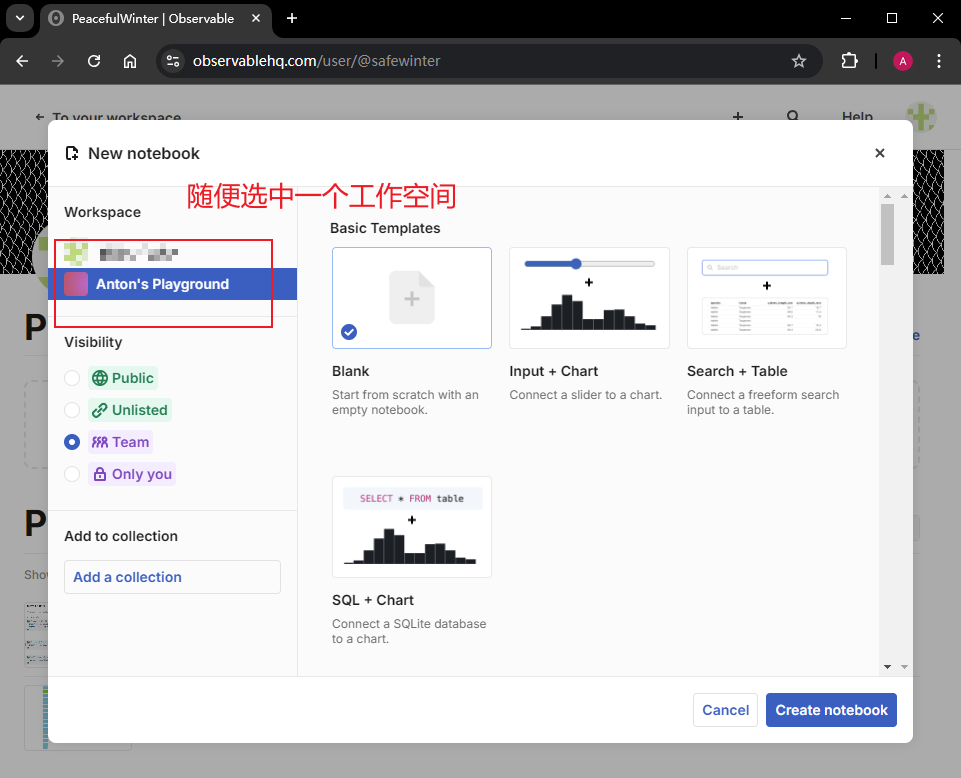 PeacefulWinter | Observable
observablehq.com/user/@safewinter
A
To your workspace
Help
New notebook
随便选中一个工作空间
Workspace
Anton's Playground
Visibility
Public
Unlisted
Team
Only you
Add to collection
Add a collection
Basic Templates
Blank
Start from scratch with an
empty notebook.
Input + Chart
Connect a slider to a chart.
Search
Search + Table
Connect a freeform search
input to a table.
SELECT * FROM table
SQL + Chart
Connect a SQLite database
to a chart.
Cancel
Create notebook
P
P
Show